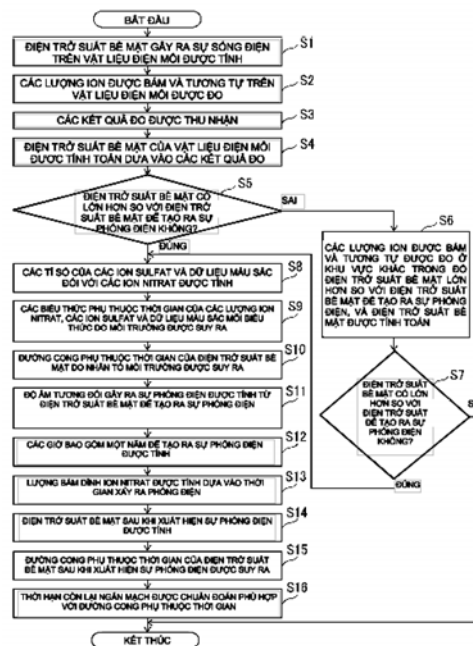 BẮT ĐẦU
ĐIỆN TRỞ SUẤT BỀ MẶT GÂY RA SỰ SÓNG ĐIỆN
TRÊN VẬT LIỆU ĐIỆN MÔI ĐƯỢC TÍNH
S1
CÁC LƯỢNG ION ĐƯỢC BÁM VÀ TƯƠNG TỰ TRÊN
VẬT LIỆU ĐIỆN MÔI ĐƯỢC ĐO
S2
CÁC KẾT QUẢ ĐO ĐƯỢC THU NHẬN
S3
ĐIỆN TRỞ SUẤT BỀ MẶT CỦA VẬT LIỆU ĐIỆN MÔI
ĐƯỢC TÍNH TOÁN DỰA VÀO CÁC KẾT QUẢ ĐO
S4
ĐIỆN TRỞ SUẤT BỀ MẶT CÓ
LỚN HƠN SO VỚI ĐIỆN TRỞ
SUẤT BỀ MẶT ĐỂ TẠO RA SỰ
PHÓNG ĐIỆN KHÔNG?
S5
SAI
ĐÚNG
S6
CÁC LƯỢNG ION ĐƯỢC BÁM
VÀ TƯƠNG TỰ ĐƯỢC ĐO Ở
KHU VỰC KHÁC TRONG ĐÓ
ĐIỆN TRỞ SUẤT BỀ MẶT LỚN
HƠN SO VỚI ĐIỆN TRỞ SUẤT
BỀ MẶT ĐỂ TẠO RA SỰ PHÓNG
ĐIỆN, VÀ ĐIỆN TRỞ SUẤT BỀ
MẶT ĐƯỢC TÍNH TOÁN
S7
ĐIỆN TRỞ SUẤT
BỀ MẶT CÓ LỚN
HƠN SO VỚI
ĐIỆN TRỞ SUẤT
BỀ MẶT ĐỂ TẠO
RA SỰ PHÓNG
ĐIỆN
KHÔNG?
ĐÚNG
CÁC TỈ SỐ CỦA CÁC ION SULFAT VÀ DỮ LIỆU MÀU SẮC
ĐỐI VỚI CÁC ION NITRAT ĐƯỢC TÍNH
S8
CÁC BIỂU THỨC PHỤ THUỘC THỜI GIAN CỦA CÁC LƯỢNG ION
NITRAT, CÁC ION SULFAT VÀ DỮ LIỆU MÀU SẮC MỖI BIỂU
THỨC DO MÔI TRƯỜNG ĐƯỢC SUY RA
S9
ĐƯỜNG CONG PHỤ THUỘC THỜI GIAN CỦA ĐIỆN TRỞ SUẤT BỀ
MẶT DO NHÂN TỐ MÔI TRƯỜNG ĐƯỢC SUY RA
S10
ĐỘ ẨM TƯƠNG ĐỐI GÂY RA SỰ PHÓNG ĐIỆN ĐƯỢC TÍNH TỪ
ĐIỆN TRỞ SUẤT BỀ MẶT ĐỂ TẠO RA SỰ PHÓNG ĐIỆN
S11
CÁC GIỜ BAO GỒM MỘT NĂM ĐỂ TẠO RA SỰ PHÓNG ĐIỆN
ĐƯỢC TÍNH
S12
LƯỢNG BÁM DÍNH ION NITRAT ĐƯỢC TÍNH DỰA VÀO THỜI
GIAN XẢY RA PHÓNG ĐIỆN
S13
ĐIỆN TRỞ SUẤT BỀ MẶT SAU KHI XUẤT HIỆN SỰ PHÓNG ĐIỆN
ĐƯỢC TÍNH
S14
ĐƯỜNG CONG PHỤ THUỘC THỜI GIAN CỦA ĐIỆN TRỞ SUẤT BỀ
MẶT SAU KHI XUẤT HIỆN SỰ PHÓNG ĐIỆN ĐƯỢC SUY RA
S15
THỜI HẠN CÒN LẠI NGẮN MẠCH ĐƯỢC CHUẨN ĐOÁN PHÙ HỢP
VỚI ĐƯỜNG CONG PHỤ THUỘC THỜI GIAN
S16
KẾT THÚC